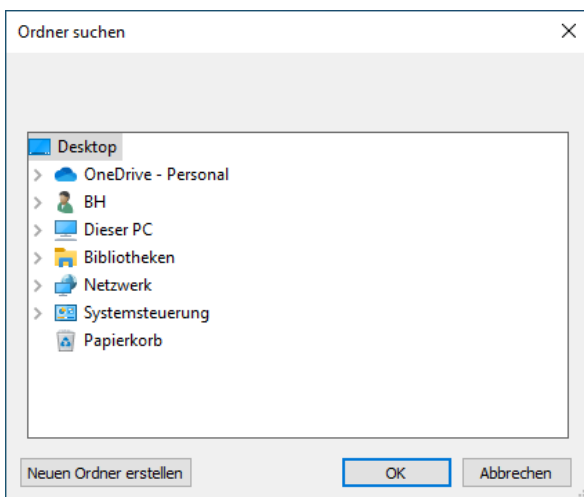 Ordner suchen
Desktop
OneDrive - Personal
BH
Dieser PC
Bibliotheken
Netzwerk
Systemsteuerung
Papierkorb
Neuen Ordner erstellen
OK
Abbrechen